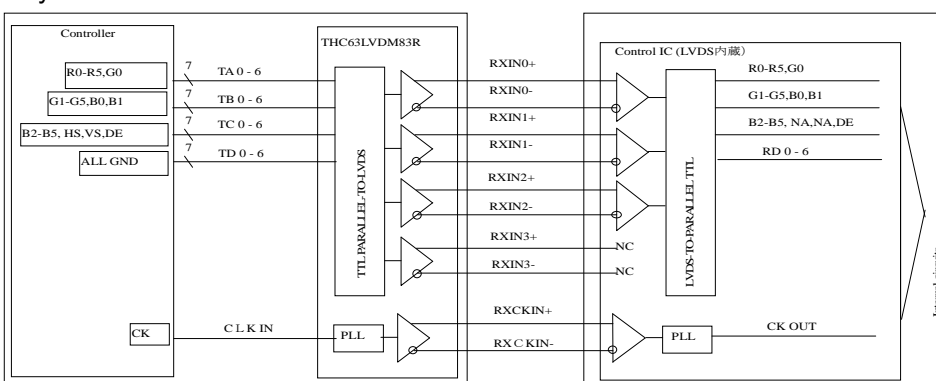 Controller
R0-R5,G0
G1-G5,B0,B1
B2-B5, HS,VS,DE
ALL GND
CK
7
TA 0 - 6
7
TB 0 - 6
7
TC 0 - 6
7
TD 0 - 6
C L K IN
THC63LVDM83R
TTL PARALLEL-TO-LVDS
PLL
RXIN0+
RXIN0-
RXIN1+
RXIN1-
RXIN2+
RXIN2-
RXIN3+
RXIN3-
RXCKIN+
RX C KIN-
NC
NC
Control IC (LVDS内蔵)
LVDS-TO-PARALLEL TTL
PLL
R0-R5,G0
G1-G5,B0,B1
B2-B5, NA,NA,DE
RD 0 - 6
CK OUT